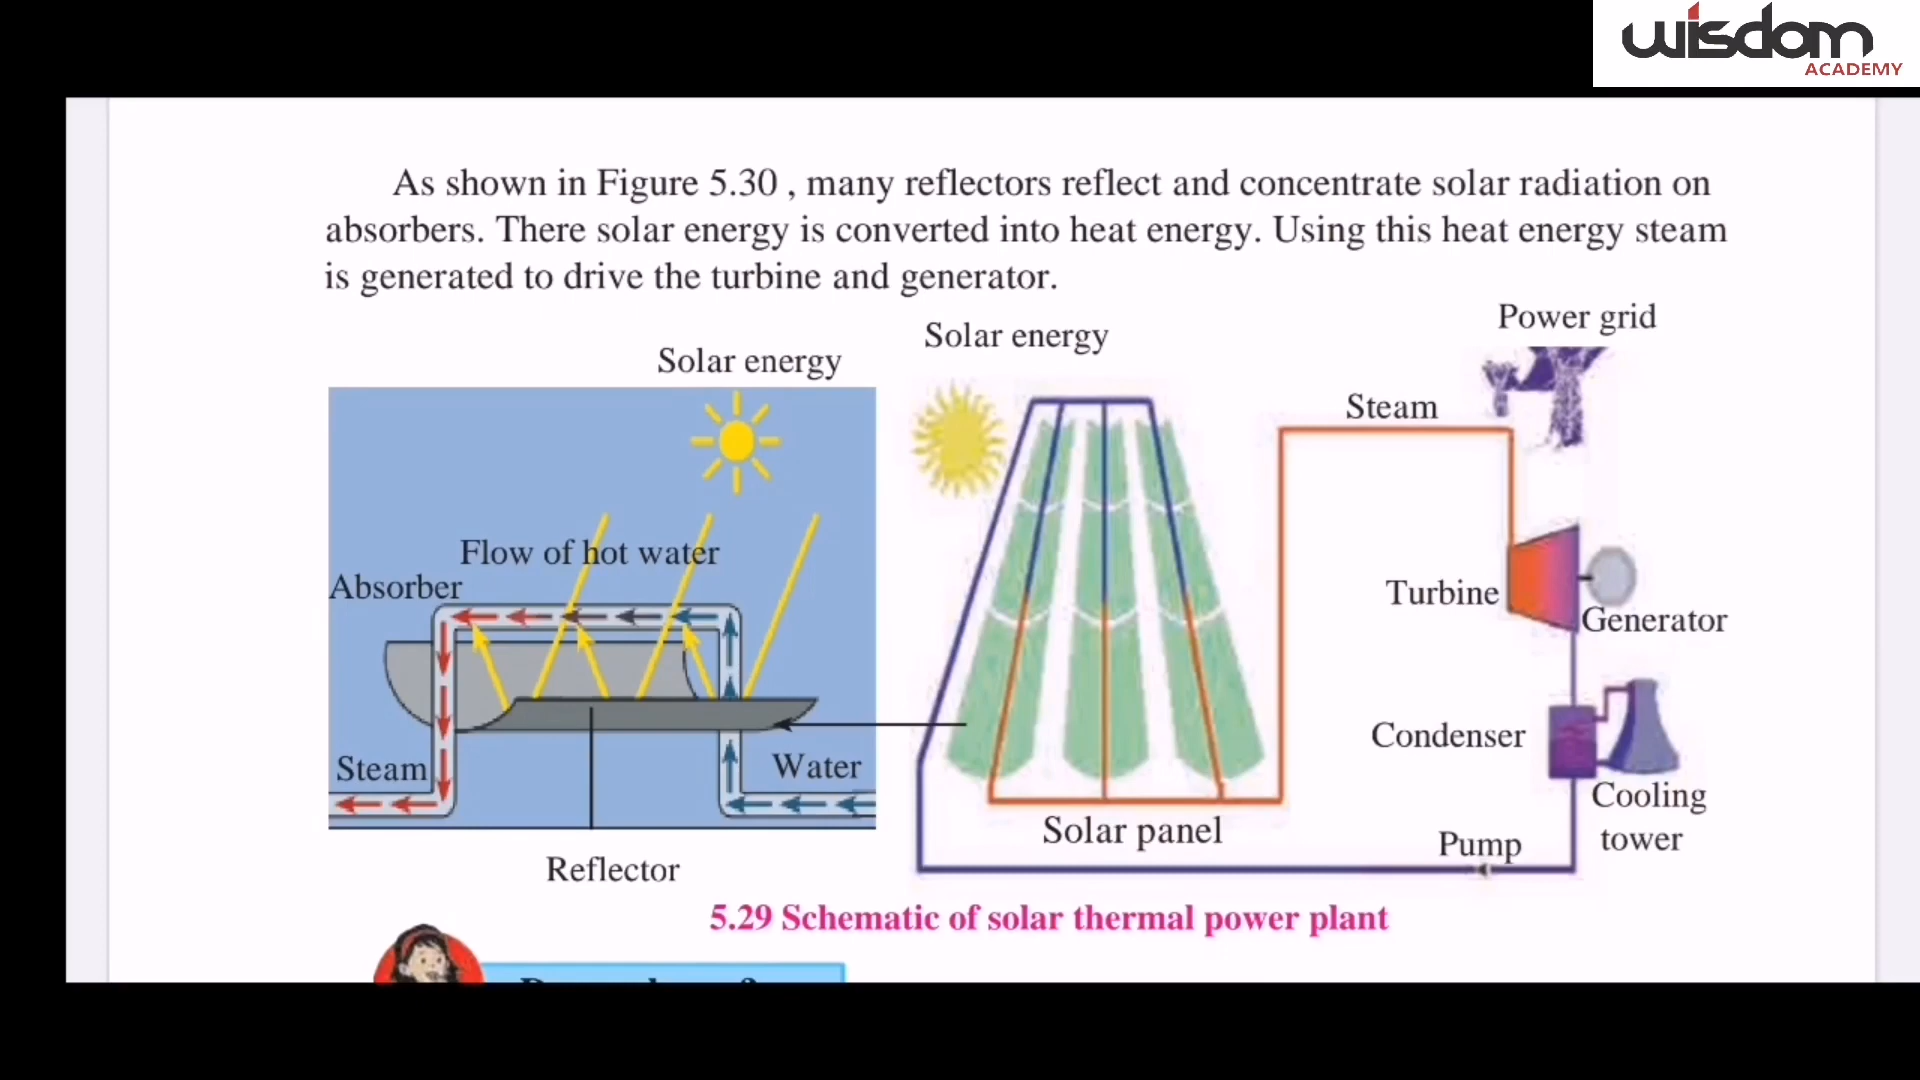 wisdom
ACADEMY
As shown in Figure 5.30 , many reflectors reflect and concentrate solar radiation on
absorbers. There solar energy is converted into heat energy. Using this heat energy steam
is generated to drive the turbine and generator.
Solar energy
Flow of hot water
Absorber
Steam
Water
Reflector
Solar energy
Power grid
Steam
Turbine
Generator
Condenser
Cooling
tower
Solar panel
Pump
5.29 Schematic of solar thermal power plant